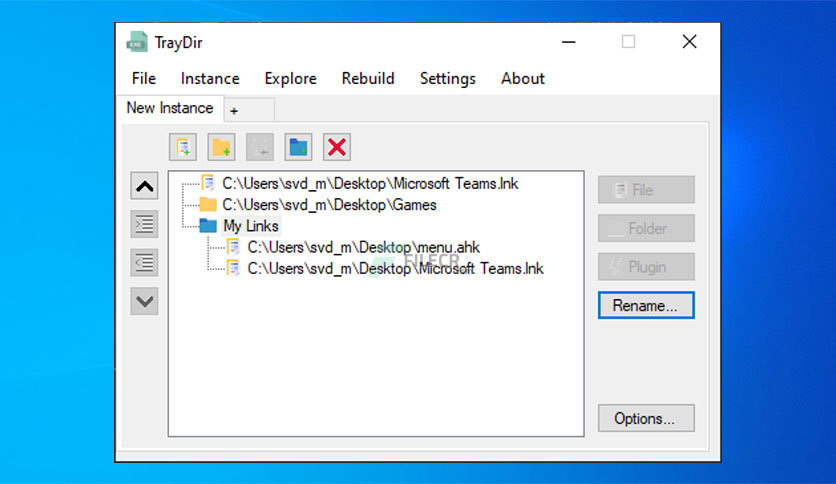 TrayDir
File Instance Explore Rebuild Settings About
New Instance +
C:\Users\svd_m\Desktop\Microsoft Teams.lnk
C:\Users\svd_m\Desktop\Games
My Links
C:\Users\svd_m\Desktop\menu.ahk
C:\Users\svd_m\Desktop\Microsoft Teams.lnk
FILECR
File
Folder
Plugin
Rename...
Options...